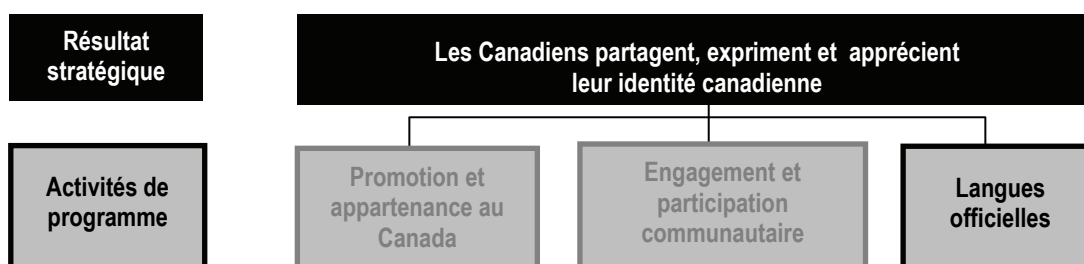 Résultat
stratégique
Les Canadiens partagent, expriment et apprécient
leur identité canadienne
Activités de
programme
Promotion et
appartenance au
Canada
Engagement et
participation
communautaire
Langues
officielles